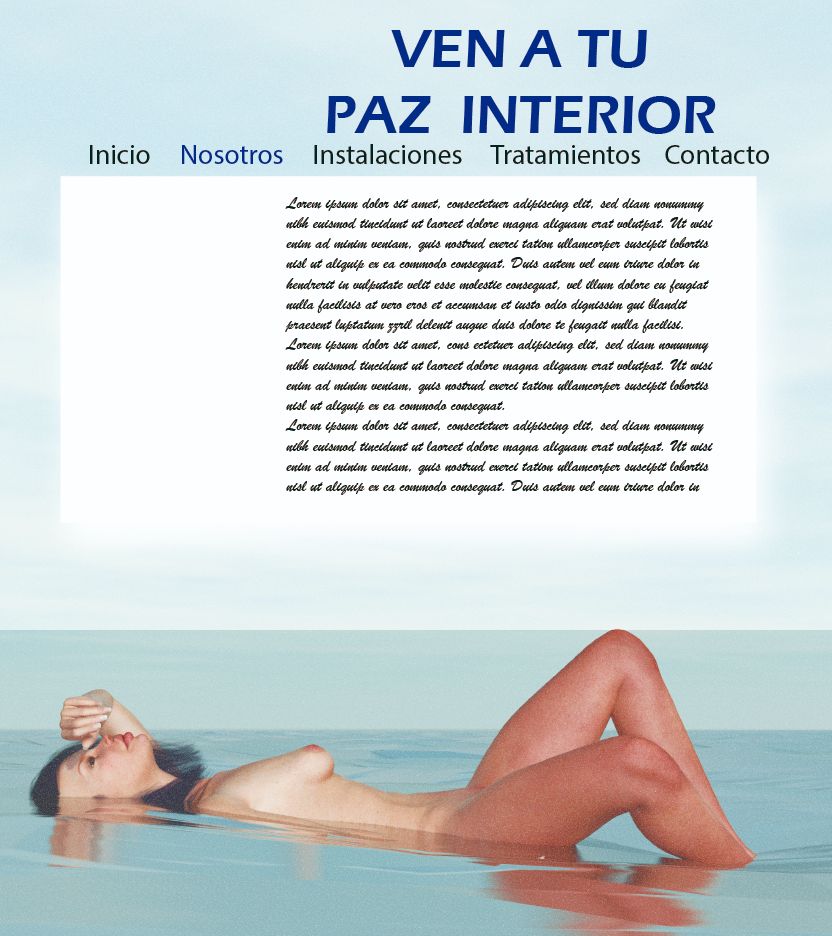 VEN A TU
PAZ INTERIOR
Inicio Nosotros Instalaciones Tratamientos Contacto
Lorem ipsum dolor sit amet, consectetuer adipiscing elit, sed diam nonummy
nibh euismod tincidunt ut laoreet dolore magna aliquam erat volutpat. Ut wisi
enim ad minim veniam, quis nostrud exerci tation ullamcorper suscipit lobortis
nisl ut aliquip ex ea commodo consequat. Duis autem vel eum iriure dolor in
hendrerit in vulputate velit esse molestie consequat, vel illum dolore eu feugiat
nulla facilisis at vero eros et accumsan et iusto odio dignissim qui blandit
praesent luptatum zzril delenit augue duis dolore te feugait nulla facilisi.
Lorem ipsum dolor sit amet, cons ectetuer adipiscing elit, sed diam nonummy
nibh euismod tincidunt ut laoreet dolore magna aliquam erat volutpat. Ut wisi
enim ad minim veniam, quis nostrud exerci tation ullamcorper suscipit lobortis
nisl ut aliquip ex ea commodo consequat.
Lorem ipsum dolor sit amet, consectetuer adipiscing elit, sed diam nonummy
nibh euismod tincidunt ut laoreet dolore magna aliquam erat volutpat. Ut wisi
enim ad minim veniam, quis nostrud exerci tation ullamcorper suscipit lobortis
nisl ut aliquip ex ea commodo consequat. Duis autem vel eum iriure dolor in